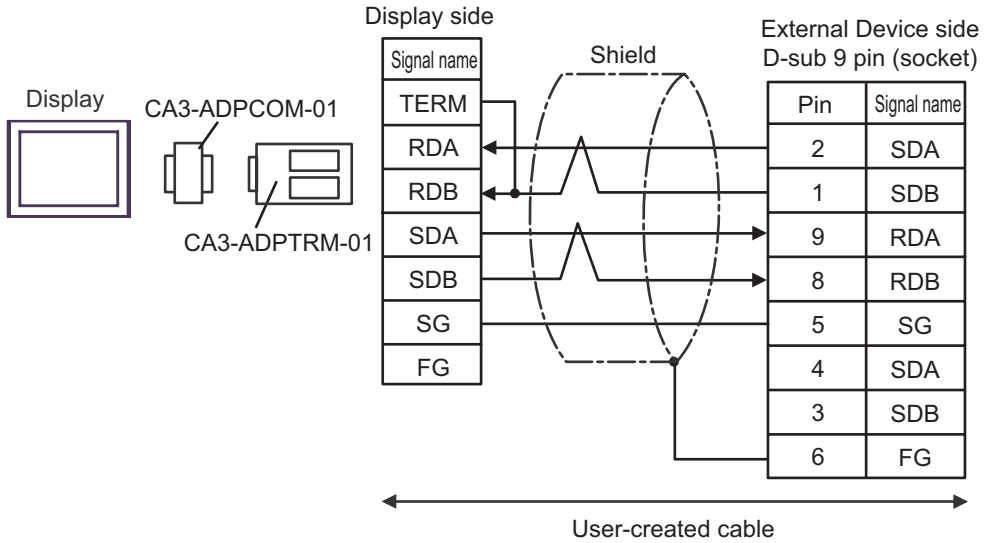 Display
CA3-ADPCOM-01
CA3-ADPTRM-01
Display side
Signal name
TERM
RDA
RDB
SDA
SDB
SG
FG
Shield
External Device side
D-sub 9 pin (socket)
Pin Signal name
2 SDA
1 SDB
9 RDA
8 RDB
5 SG
4 SDA
3 SDB
6 FG
User-created cable